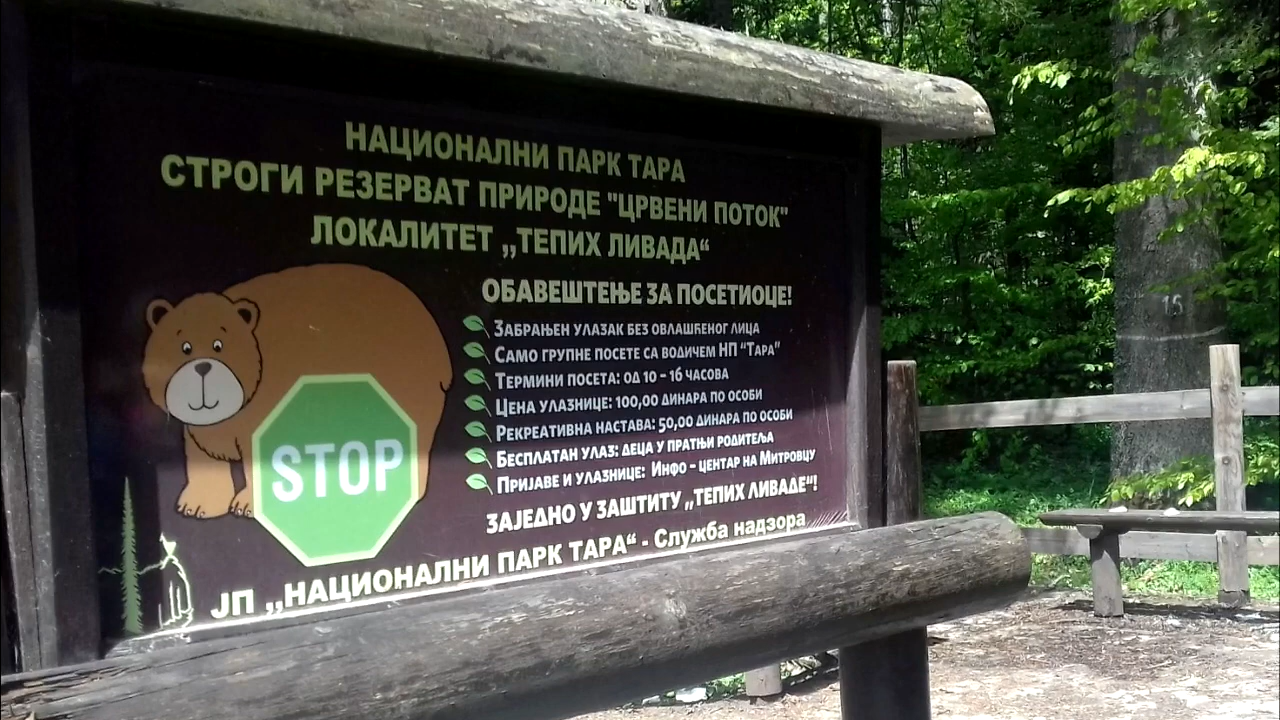 НАЦИОНАЛНИ ПАРК ТАРА
СТРОГИ РЕЗЕРВАТ ПРИРОДЕ "ЦРВЕНИ ПОТОК"
ЛОКАЛИТЕТ „ТЕПИХ ЛИВАДА“
ОБАВЕШТЕЊЕ ЗА ПОСЕТИОЦЕ!
ЗАБРАЊЕН УЛАЗАК БЕЗ ОВЛАШЋЕНОГ ЛИЦА
САМО ГРУПНЕ ПОСЕТЕ СА ВОДИЧЕМ НП “ТАРА”
ТЕРМИНИ ПОСЕТА: ОД 10 - 16 ЧАСОВА
ЦЕНА УЛАЗНИЦЕ: 100,00 ДИНАРА ПО ОСОБИ
РЕКРЕАТИВНА НАСТАВА: 50,00 ДИНАРА ПО ОСОБИ
БЕСПЛАТАН УЛАЗ: ДЕЦА У ПРАТЊИ РОДИТЕЉА
ПРИЈАВЕ И УЛАЗНИЦЕ: ИНФО - ЦЕНТАР НА МИТРОВЦУ
ЗАЈЕДНО У ЗАШТИТУ „ТЕПИХ ЛИВАДЕ“!
ЈП „НАЦИОНАЛНИ ПАРК ТАРА“ - Служба надзора
STOP
15